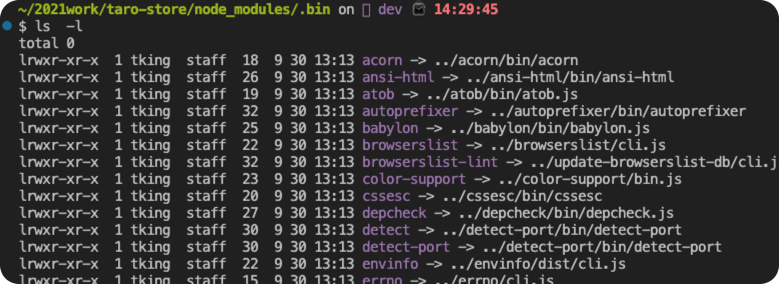 ~/2021work/taro-store/node_modules/.bin on dev 14:29:45
$ ls -l
total 0
lrwxr-xr-x 1 tking staff 18 9 30 13:13 acorn -> ../acorn/bin/acorn
lrwxr-xr-x 1 tking staff 26 9 30 13:13 ansi-html -> ../ansi-html/bin/ansi-html
lrwxr-xr-x 1 tking staff 19 9 30 13:13 atob -> ../atob/bin/atob.js
lrwxr-xr-x 1 tking staff 32 9 30 13:13 autoprefixer -> ../autoprefixer/bin/autoprefixer
lrwxr-xr-x 1 tking staff 25 9 30 13:13 babylon -> ../babylon/bin/babylon.js
lrwxr-xr-x 1 tking staff 22 9 30 13:13 browserslist -> ../browserslist/cli.js
lrwxr-xr-x 1 tking staff 32 9 30 13:13 browserslist-lint -> ../update-browserslist-db/cli.j
lrwxr-xr-x 1 tking staff 23 9 30 13:13 color-support -> ../color-support/bin.js
lrwxr-xr-x 1 tking staff 20 9 30 13:13 cssesc -> ../cssesc/bin/cssesc
lrwxr-xr-x 1 tking staff 27 9 30 13:13 depcheck -> ../depcheck/bin/depcheck.js
lrwxr-xr-x 1 tking staff 30 9 30 13:13 detect -> ../detect-port/bin/detect-port
lrwxr-xr-x 1 tking staff 30 9 30 13:13 detect-port -> ../detect-port/bin/detect-port
lrwxr-xr-x 1 tking staff 22 9 30 13:13 envinfo -> ../envinfo/dist/cli.js
lrwxr-xr-x 1 tking staff 15 9 30 13:13 errno -> ../errno/cli.js